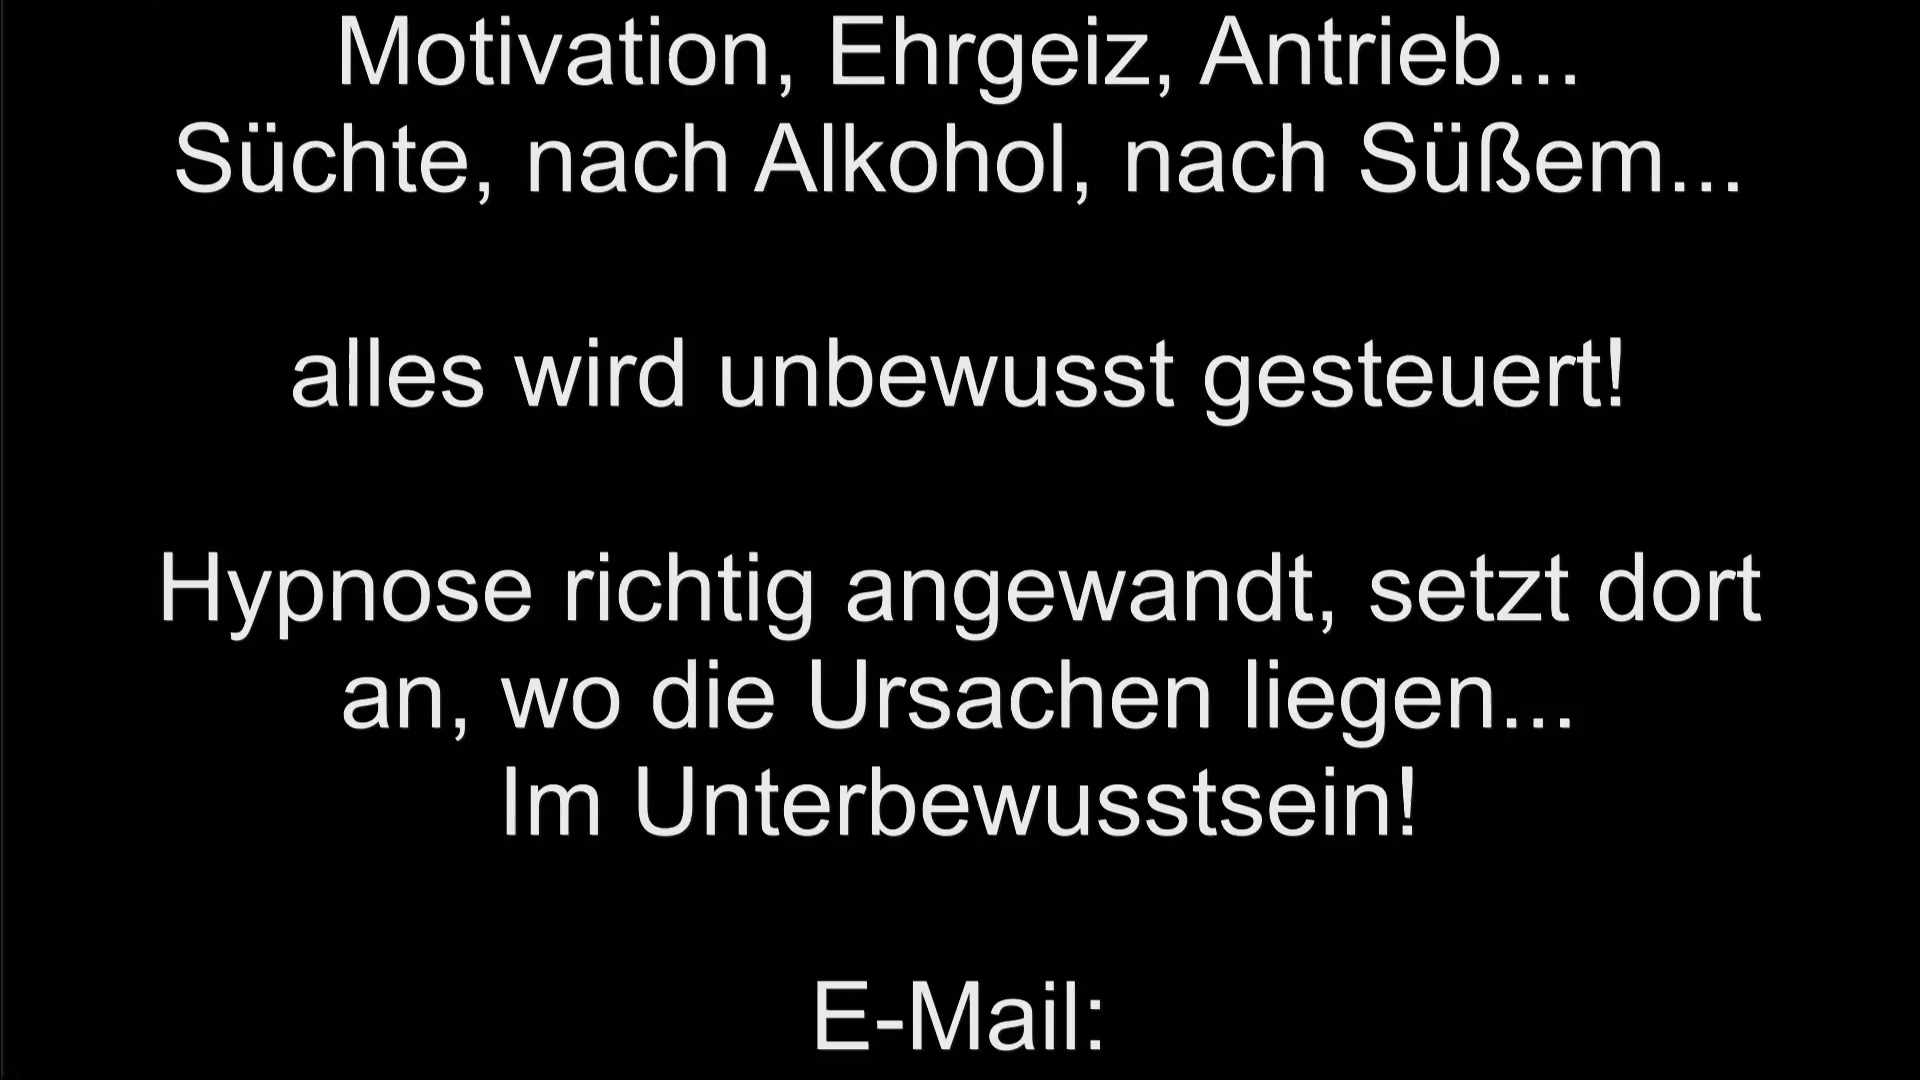 Motivation, Ehrgeiz, Antrieb...
Süchte, nach Alkohol, nach Süßem...
alles wird unbewusst gesteuert!
Hypnose richtig angewandt, setzt dort
an, wo die Ursachen liegen...
Im Unterbewusstsein!
E-Mail: